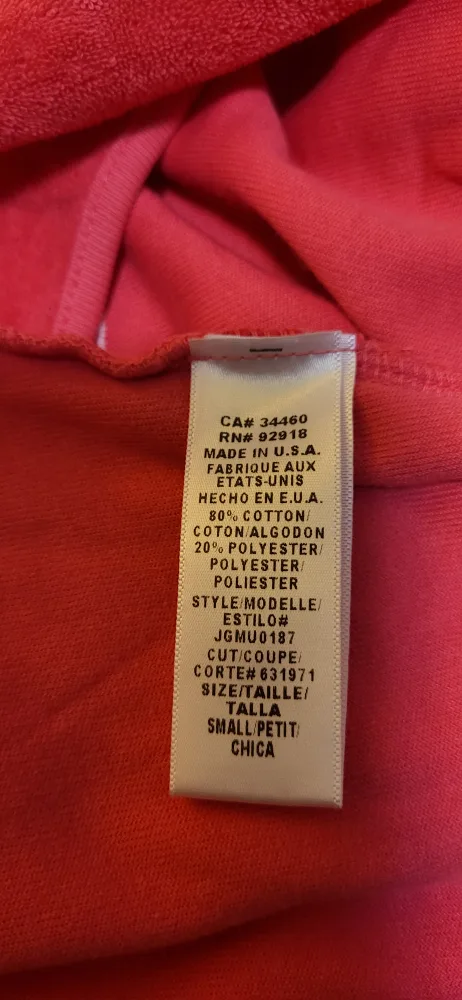 CA# 34460
RN# 92918
MADE IN U.S.A.
FABRIQUE AUX
ETATS-UNIS
HECHO EN E.U.A.
80% COTTON/
COTON/ALGODON
20% POLYESTER/
POLYESTER/
POLIESTER
STYLE/MODELLE/
ESTILO#
JGMU0187
CUT/COUPE/
CORTE# 631971
SIZE/TAILLE/
TALLA
SMALL/PETIT/
CHICA